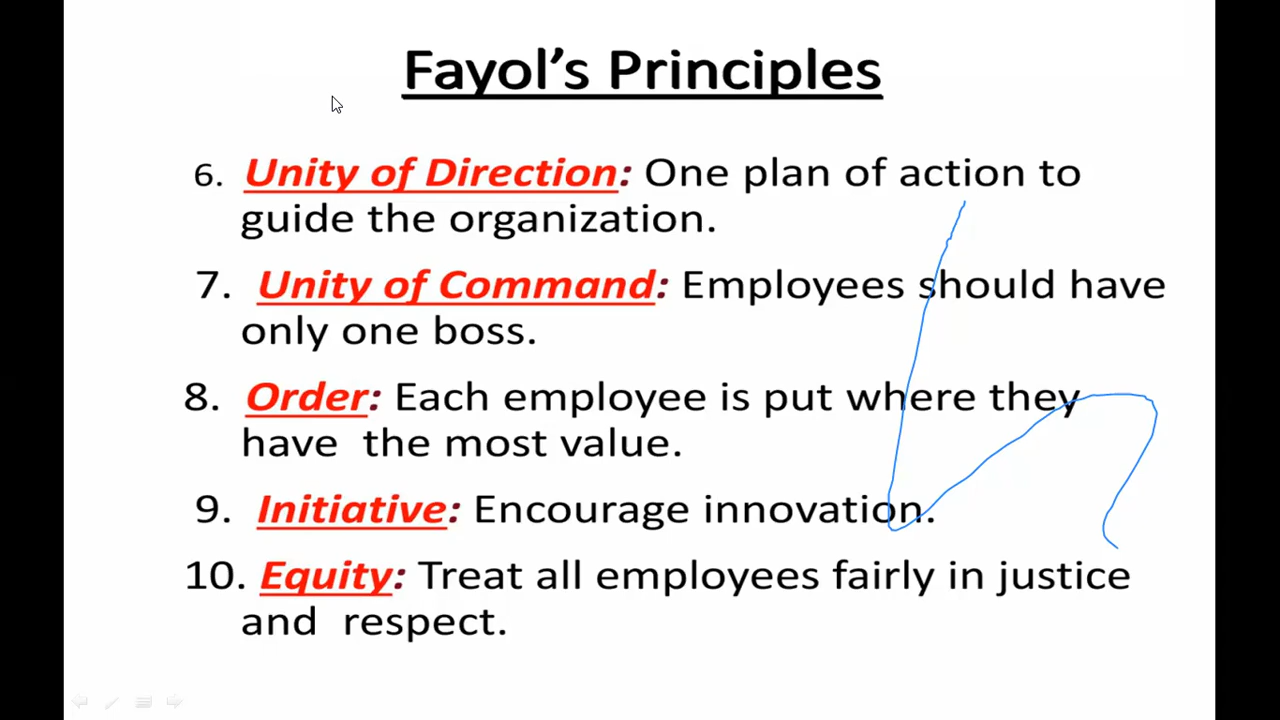 Fayol’s Principles
6. Unity of Direction: One plan of action to
guide the organization.
7. Unity of Command: Employees should have
only one boss.
8. Order: Each employee is put where they
have the most value.
9. Initiative: Encourage innovation.
10. Equity: Treat all employees fairly in justice
and respect.